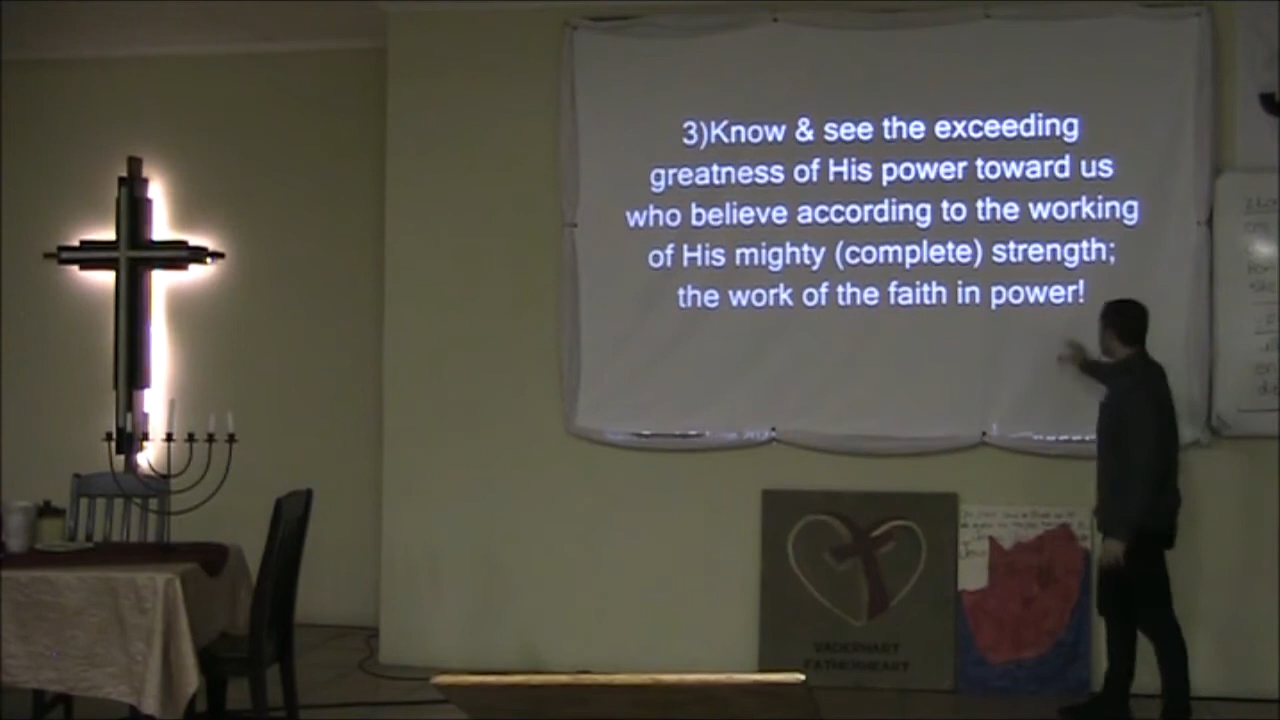 3)Know & see the exceeding
greatness of His power toward us
who believe according to the working
of His mighty (complete) strength;
the work of the faith in power!
VADERHART
FATHERHEART